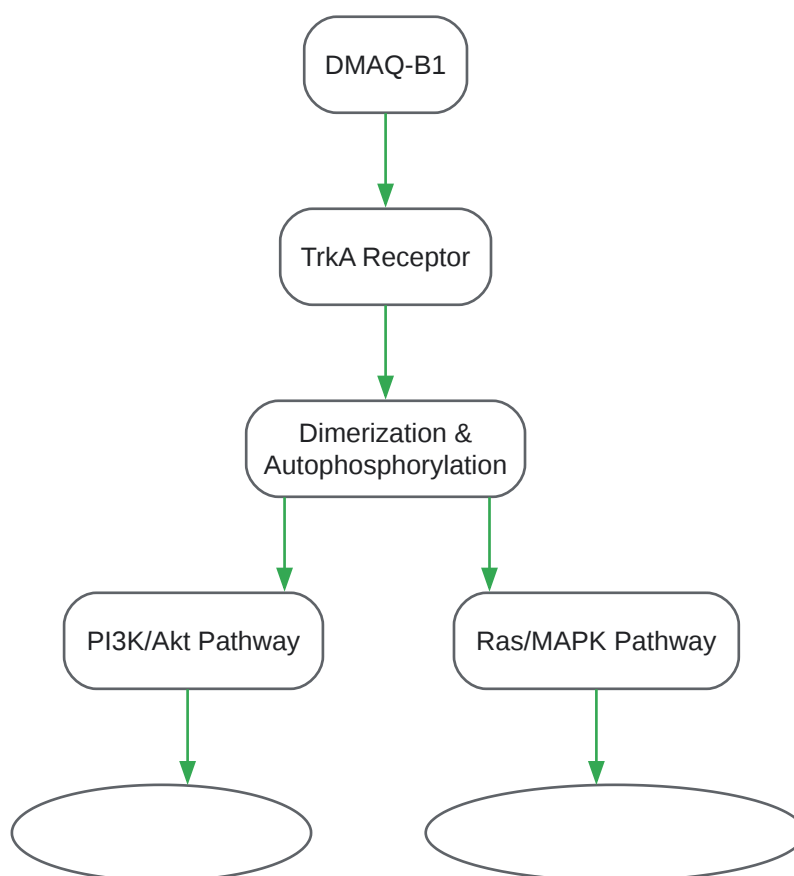 DMAQ-B1
TrkA Receptor
Dimerization &
Autophosphorylation
PI3K/Akt Pathway
Ras/MAPK Pathway